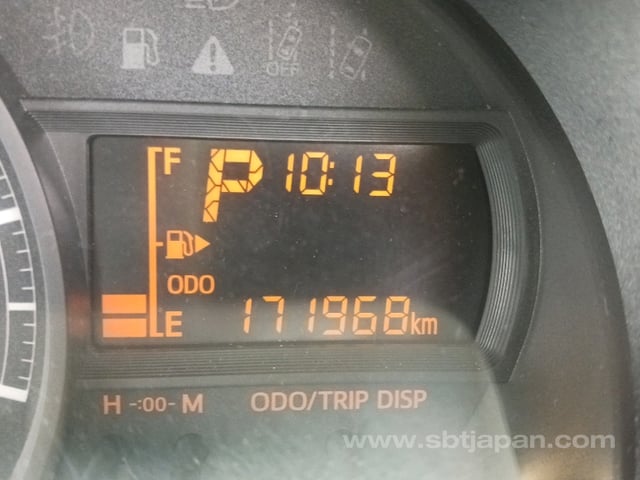 OFF
F P 10:13
ODO
E 171968km
H -:00- M ODO/TRIP DISP
www.sbtjapan.com